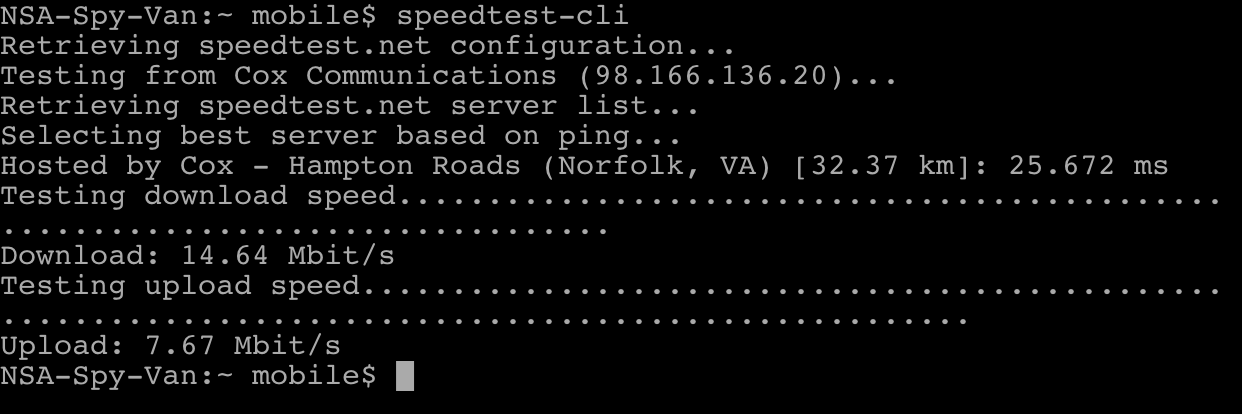 NSA-Spy-Van:~ mobile$ speedtest-cli
Retrieving speedtest.net configuration...
Testing from Cox Communications (98.166.136.20)...
Retrieving speedtest.net server list...
Selecting best server based on ping...
Hosted by Cox - Hampton Roads (Norfolk, VA) [32.37 km]: 25.672 ms
Testing download speed..............................................
..................................
Download: 14.64 Mbit/s
Testing upload speed................................................
......................................................
Upload: 7.67 Mbit/s
NSA-Spy-Van:~ mobile$